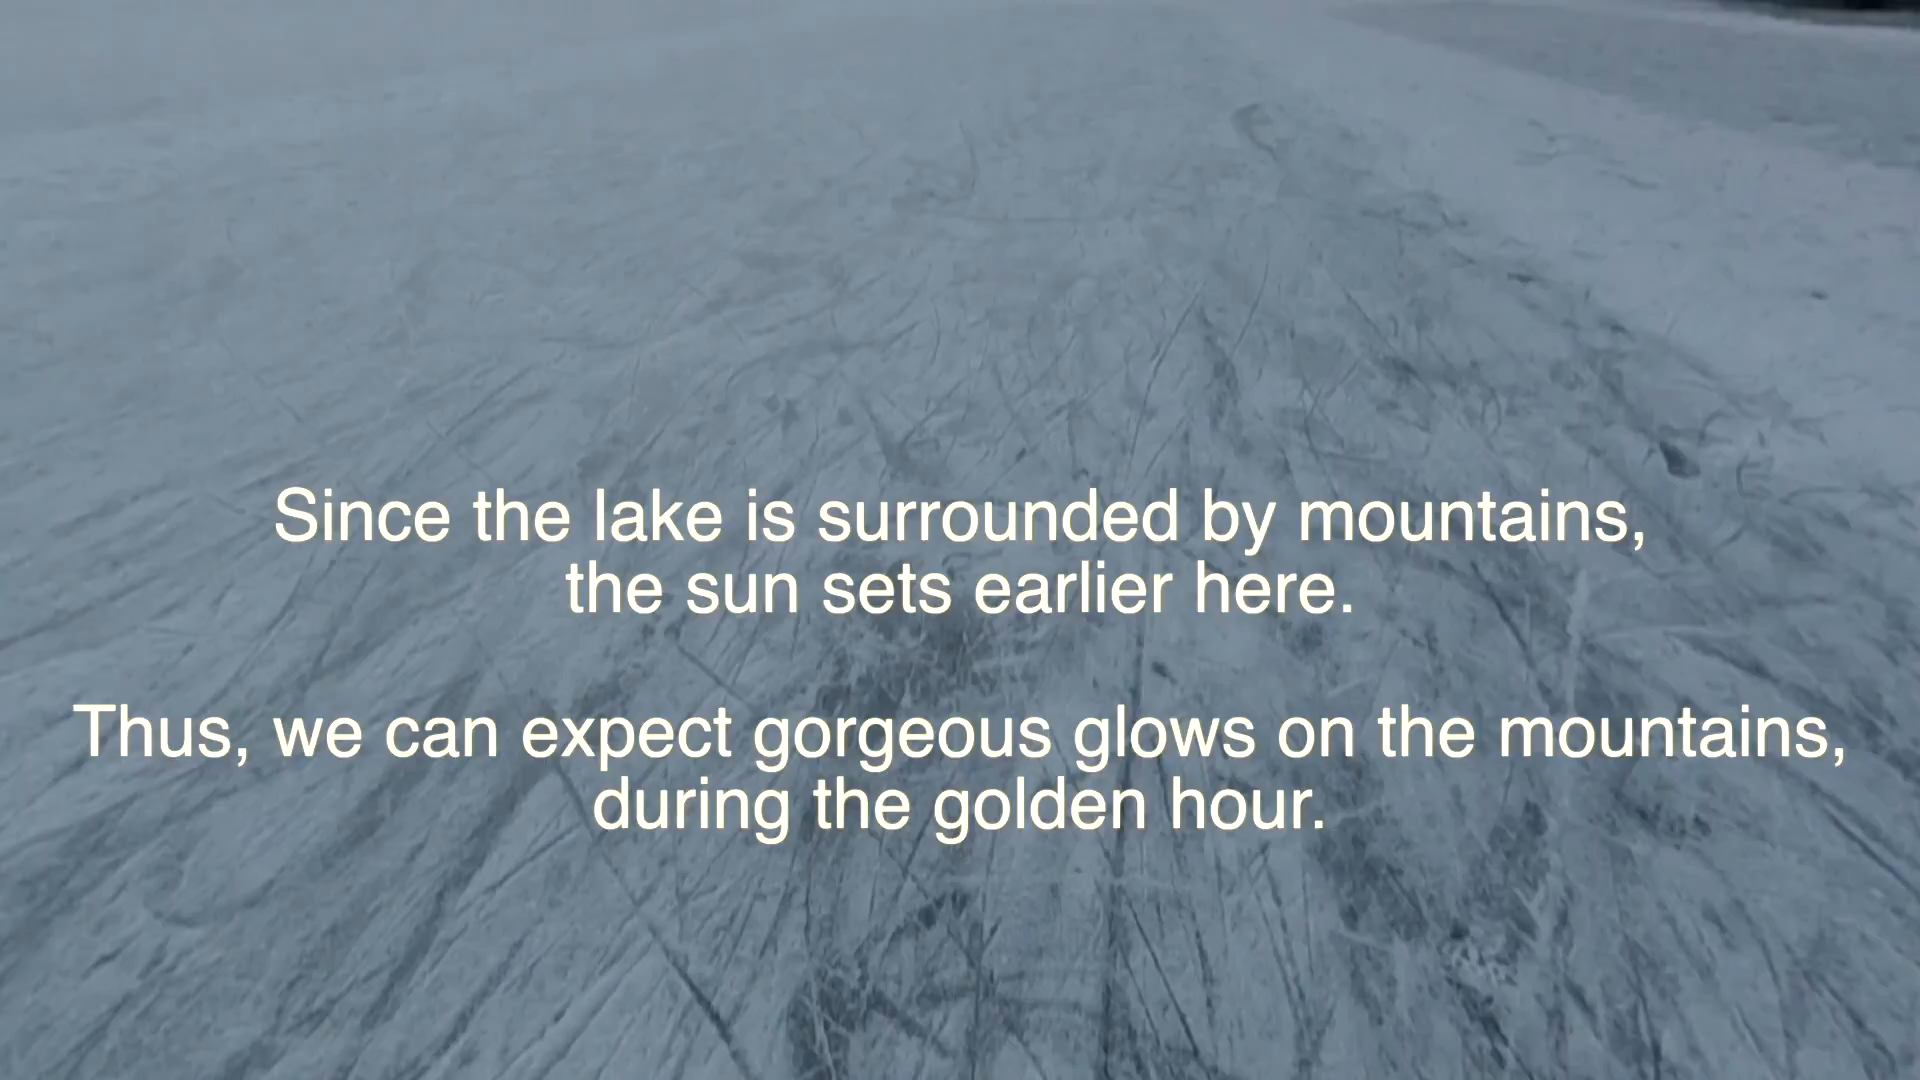 Since the lake is surrounded by mountains,
the sun sets earlier here.
Thus, we can expect gorgeous glows on the mountains,
during the golden hour.